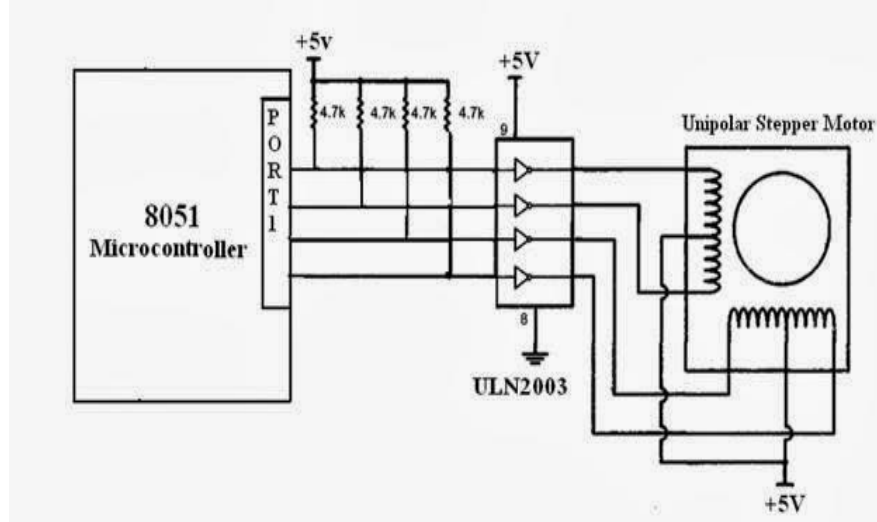 +5v
+5V
4.7k 4.7k 4.7k 4.7k
Unipolar Stepper Motor
9
P
O
R
T
1
8051
Microcontroller
8
ULN2003
+5V